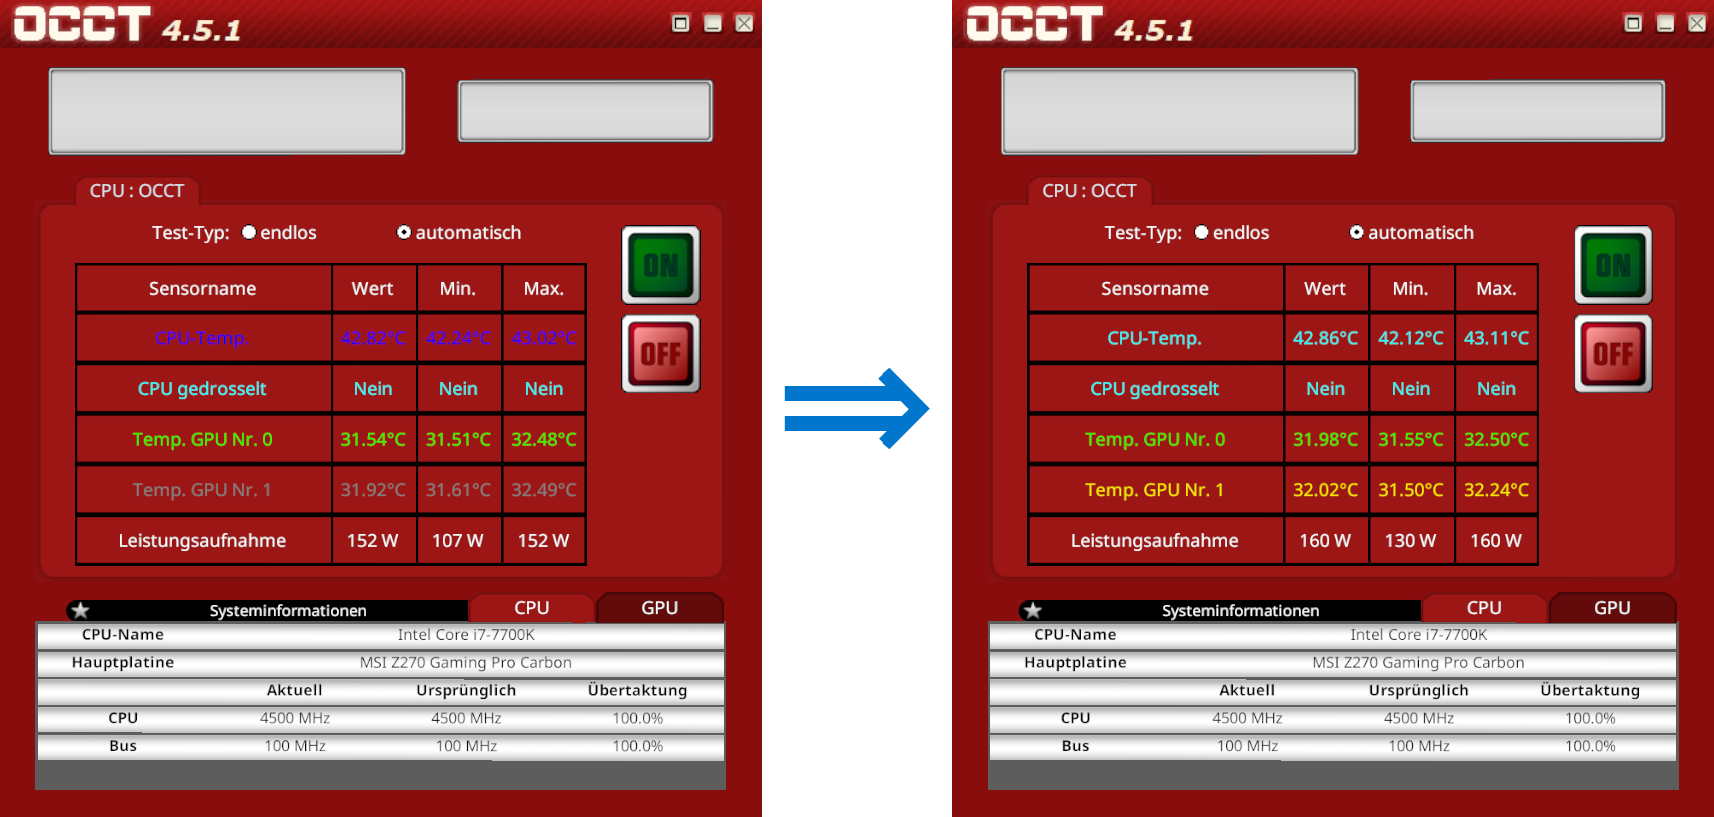 OCCT 4.5.1
CPU : OCCT
Test-Typ: endlos automatisch
ON
OFF
Sensorname Wert Min. Max.
CPU-Temp. 42.82°C 42.24°C 43.02°C
CPU gedrosselt Nein Nein Nein
Temp. GPU Nr. 0 31.54°C 31.51°C 32.48°C
Temp. GPU Nr. 1 31.92°C 31.61°C 32.49°C
Leistungsaufnahme 152 W 107 W 152 W
Systeminformationen CPU GPU
CPU-Name Intel Core i7-7700K
Hauptplatine MSI Z270 Gaming Pro Carbon
Aktuell Ursprünglich Übertaktung
CPU 4500 MHz 4500 MHz 100.0%
Bus 100 MHz 100 MHz 100.0%
OCCT 4.5.1
CPU : OCCT
Test-Typ: endlos automatisch
ON
OFF
Sensorname Wert Min. Max.
CPU-Temp. 42.86°C 42.12°C 43.11°C
CPU gedrosselt Nein Nein Nein
Temp. GPU Nr. 0 31.98°C 31.55°C 32.50°C
Temp. GPU Nr. 1 32.02°C 31.50°C 32.24°C
Leistungsaufnahme 160 W 130 W 160 W
Systeminformationen CPU GPU
CPU-Name Intel Core i7-7700K
Hauptplatine MSI Z270 Gaming Pro Carbon
Aktuell Ursprünglich Übertaktung
CPU 4500 MHz 4500 MHz 100.0%
Bus 100 MHz 100 MHz 100.0%